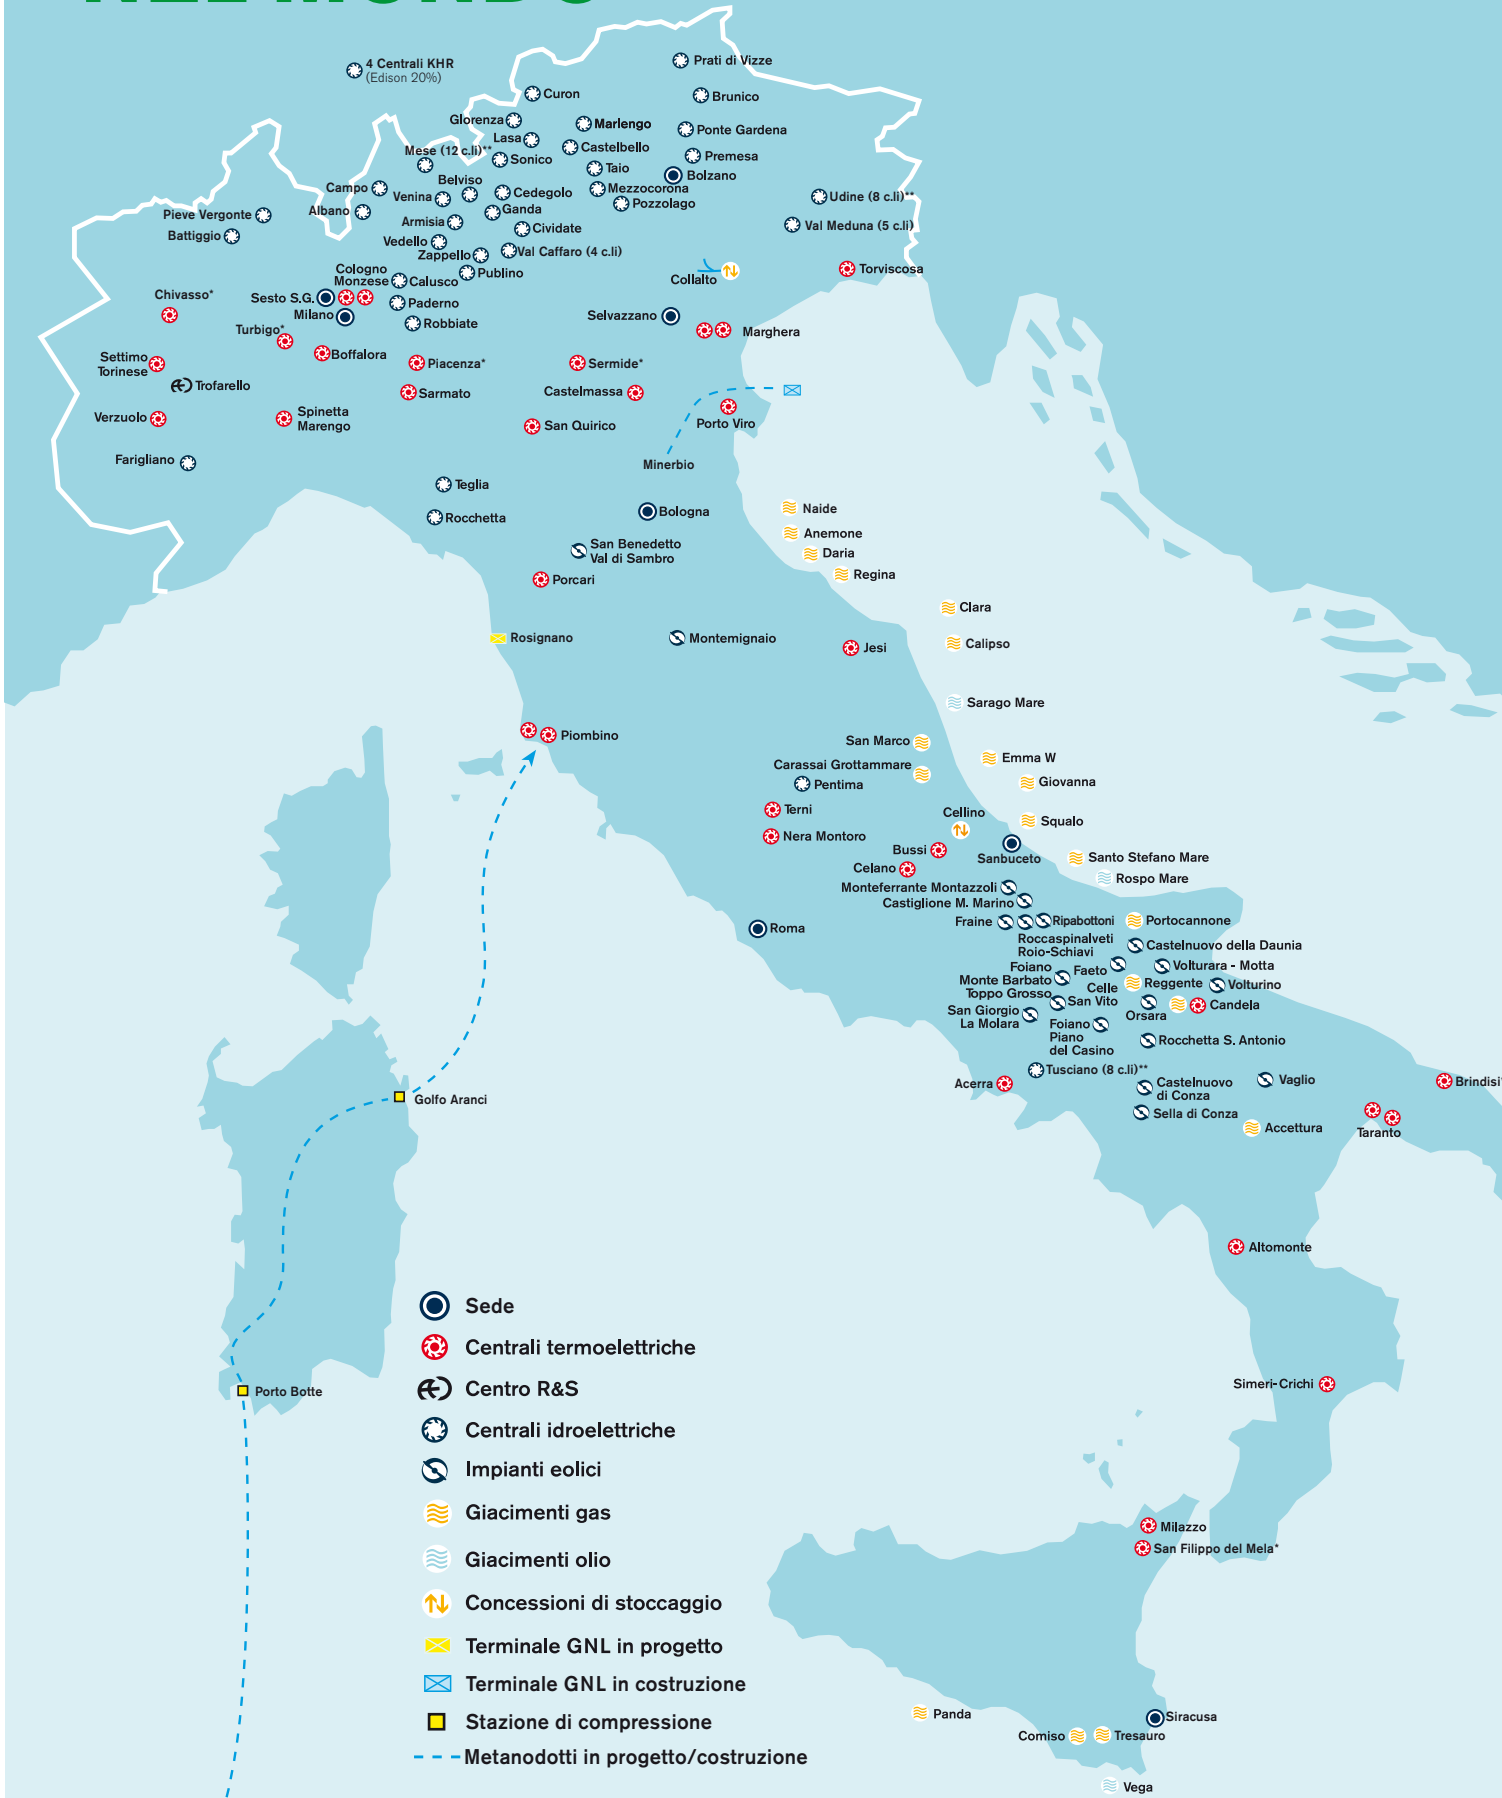 NEL MONDO
4 Centrali KHR
(Edison 20%)
Prati di Vizze
Curon
Brunico
Glorenza
Marlengo
Ponte Gardena
Lasa
Castelbello
Mese (12 c.li)**
Sonico
Premesa
Taio
Bolzano
Campo
Belviso
Venina
Cedegolo
Mezzocorona
Udine (8 c.li)**
Pozzolago
Albano
Ganda
Pieve Vergonte
Armisia
Cividate
Val Meduna (5 c.li)
Battiggio
Vedello
Zappello
Val Caffaro (4 c.li)
Cologno
Monzese
Calusco
Publino
Collalto
Torviscosa
Chivasso*
Sesto S.G.
Paderno
Milano
Selvazzano
Turbigo*
Robbiate
Marghera
Boffalora
Settimo
Torinese
Piacenza*
Sermide*
Trofarello
Sarmato
Castelmassa
Verzuolo
Spinetta
Marengo
San Quirico
Porto Viro
Farigliano
Minerbio
Teglia
Rocchetta
Bologna
Naide
Anemone
San Benedetto
Val di Sambro
Daria
Porcari
Regina
Clara
Rosignano
Montemignaio
Jesi
Calipso
Sarago Mare
Piombino
San Marco
Emma W
Carassai Grottammare
Pentima
Giovanna
Terni
Cellino
Squalo
Nera Montoro
Bussi
Sanbuceto
Santo Stefano Mare
Celano
Rospo Mare
Monteferrante Montazzoli
Castiglione M. Marino
Fraine
Ripabottoni
Portocannone
Roma
Roccaspinalveti
Roio-Schiavi
Castelnuovo della Daunia
Foiano
Monte Barbato
Toppo Grosso
Faeto
Volturara - Motta
Celle
San Vito
Reggente
Volturino
San Giorgio
La Molara
Orsara
Candela
Foiano
Piano
del Casino
Rocchetta S. Antonio
Tusciano (8 c.li)**
Acerra
Castelnuovo
di Conza
Vaglio
Brindisi*
Golfo Aranci
Sella di Conza
Accettura
Taranto
Altomonte
Porto Botte
Simeri-Crichi
Sede
Centrali termoelettriche
Centro R&S
Centrali idroelettriche
Impianti eolici
Giacimenti gas
Giacimenti olio
Concessioni di stoccaggio
Terminale GNL in progetto
Terminale GNL in costruzione
Stazione di compressione
Metanodotti in progetto/costruzione
Milazzo
San Filippo del Mela*
Panda
Siracusa
Comiso
Tresauro
Vega